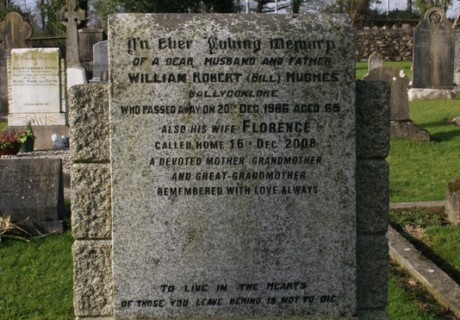 In Ever Loving Memory
OF A DEAR HUSBAND AND FATHER
WILLIAM ROBERT (BILL) HUGHES
BALLYCOKLONE
WHO PASSED AWAY ON 20TH DEC 1986 AGED 65
ALSO HIS WIFE FLORENCE
CALLED HOME 16TH DEC 2008
A DEVOTED MOTHER GRANDMOTHER
AND GREAT-GRANDMOTHER
REMEMBERED WITH LOVE ALWAYS
TO LIVE IN THE HEARTS
OF THOSE YOU LEAVE BEHIND IS NOT TO DIE